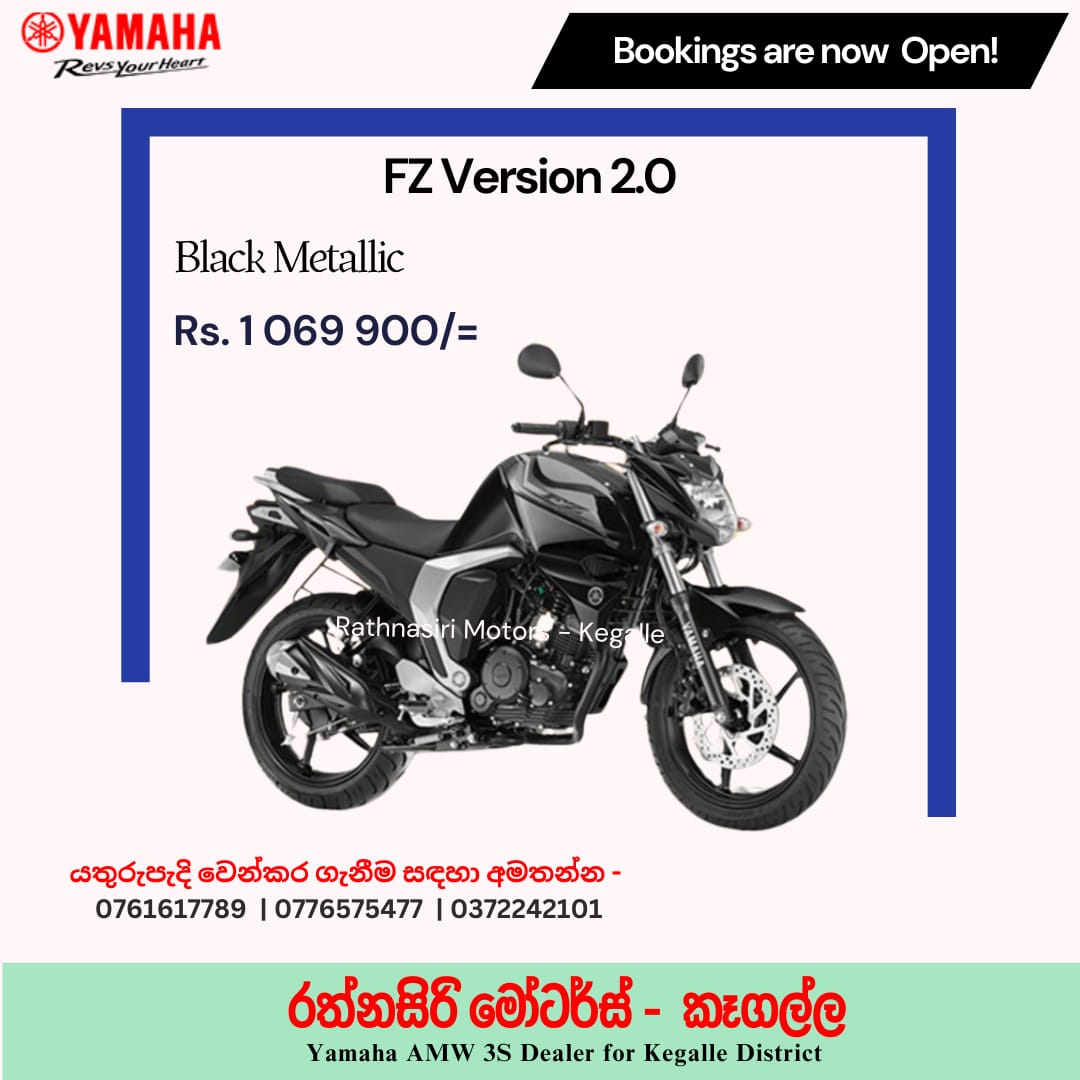 YAMAHA
Revs Your Heart
Bookings are now Open!
FZ Version 2.0
Black Metallic
Rs. 1 069 900/=
Rathnasiri Motors - Kegalle
YAMAHA
යතුරුපැදි වෙන්කර ගැනීම සඳහා අමතන්න -
0761617789 | 0776575477 | 0372242101
රත්නසිරි මෝටර්ස් - කෑගල්ල
Yamaha AMW 3S Dealer for Kegalle District